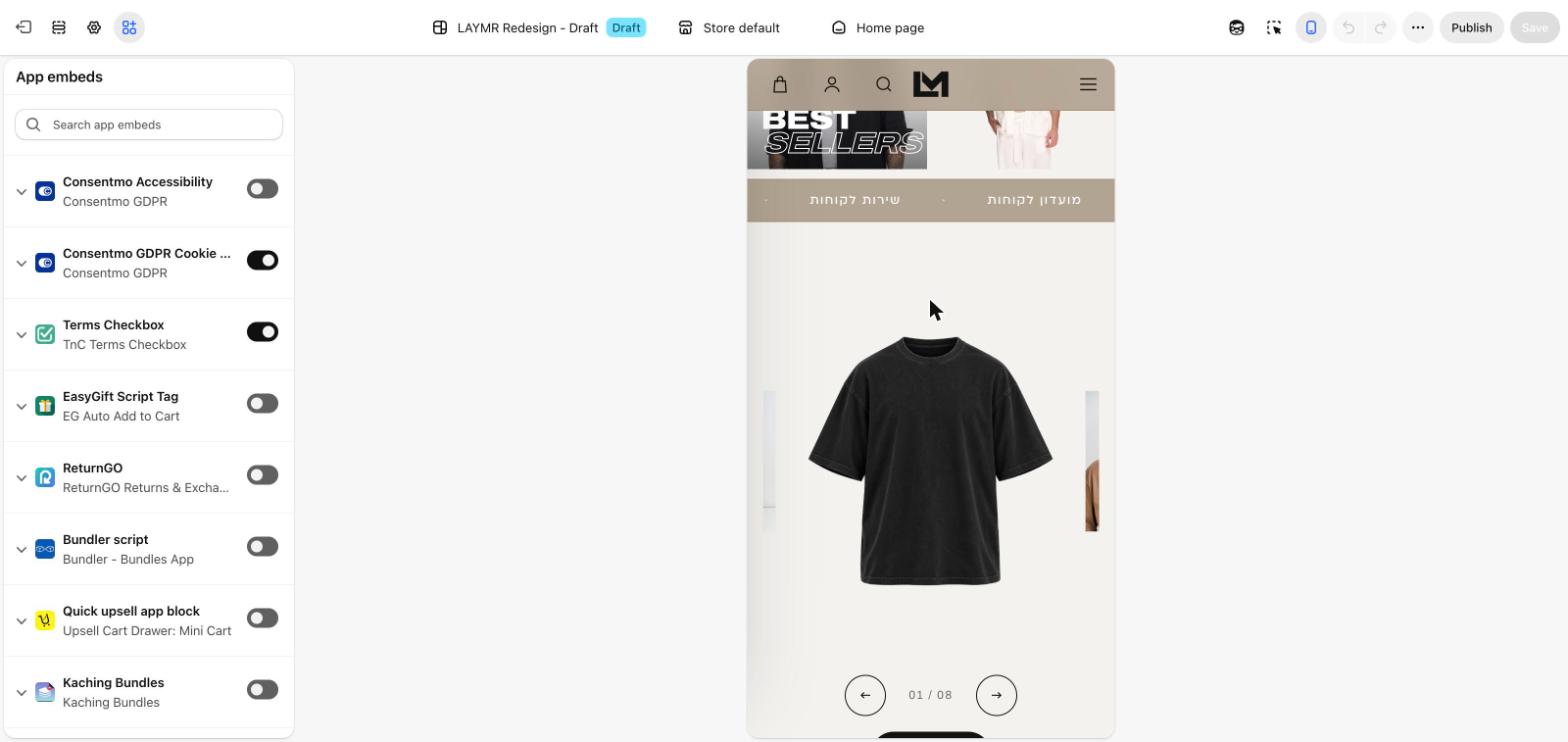 LAYMR Redesign - Draft
Draft
Store default
Home page
Publish
Save
App embeds
Search app embeds
Consentmo Accessibility
Consentmo GDPR
Consentmo GDPR Cookie ...
Consentmo GDPR
Terms Checkbox
TnC Terms Checkbox
EasyGift Script Tag
EG Auto Add to Cart
ReturnGO
ReturnGO Returns & Excha...
Bundler script
Bundler - Bundles App
Quick upsell app block
Upsell Cart Drawer: Mini Cart
Kaching Bundles
Kaching Bundles
LM
BEST
SELLERS
מועדון לקוחות · שירות לקוחות ·
01 / 08